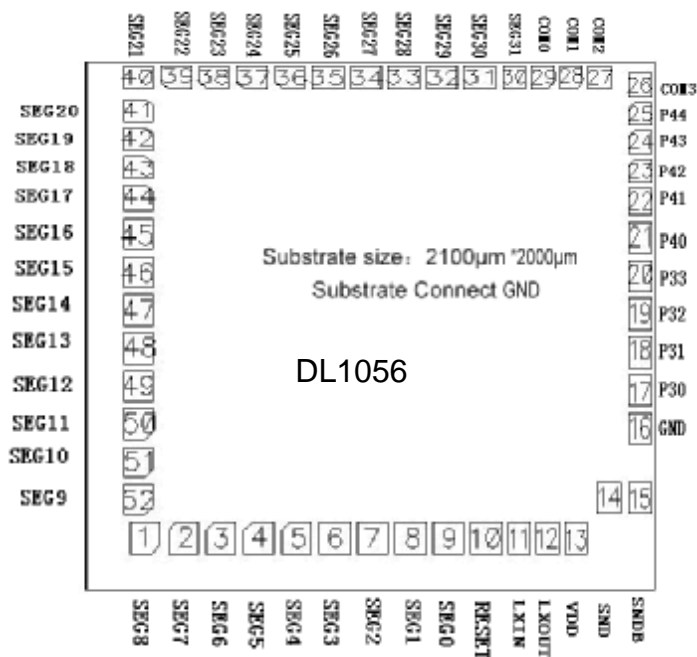 SEG21 SEG22 SEG23 SEG24 SEG25 SEG26 SEG27 SEG28 SEG29 SEG30 SEG31 COM0 COM1 COM2
40 39 38 37 36 35 34 33 32 31 30 29 28 27
26 COM3
SEG20 41 25 P44
SEG19 42 24 P43
SEG18 43 23 P42
SEG17 44 22 P41
SEG16 45 21 P40
Substrate size: 2100μm *2000μm
SEG15 46 20 P33
Substrate Connect GND
SEG14 47 19 P32
SEG13 48 18 P31
DL1056
SEG12 49 17 P30
SEG11 50 16 GND
SEG10 51
SEG9 52 14 15
1 2 3 4 5 6 7 8 9 10 11 12 13
SEG8 SEG7 SEG6 SEG5 SEG4 SEG3 SEG2 SEG1 SEG0 RESET LXIN LXOUT VDD SND SNDB